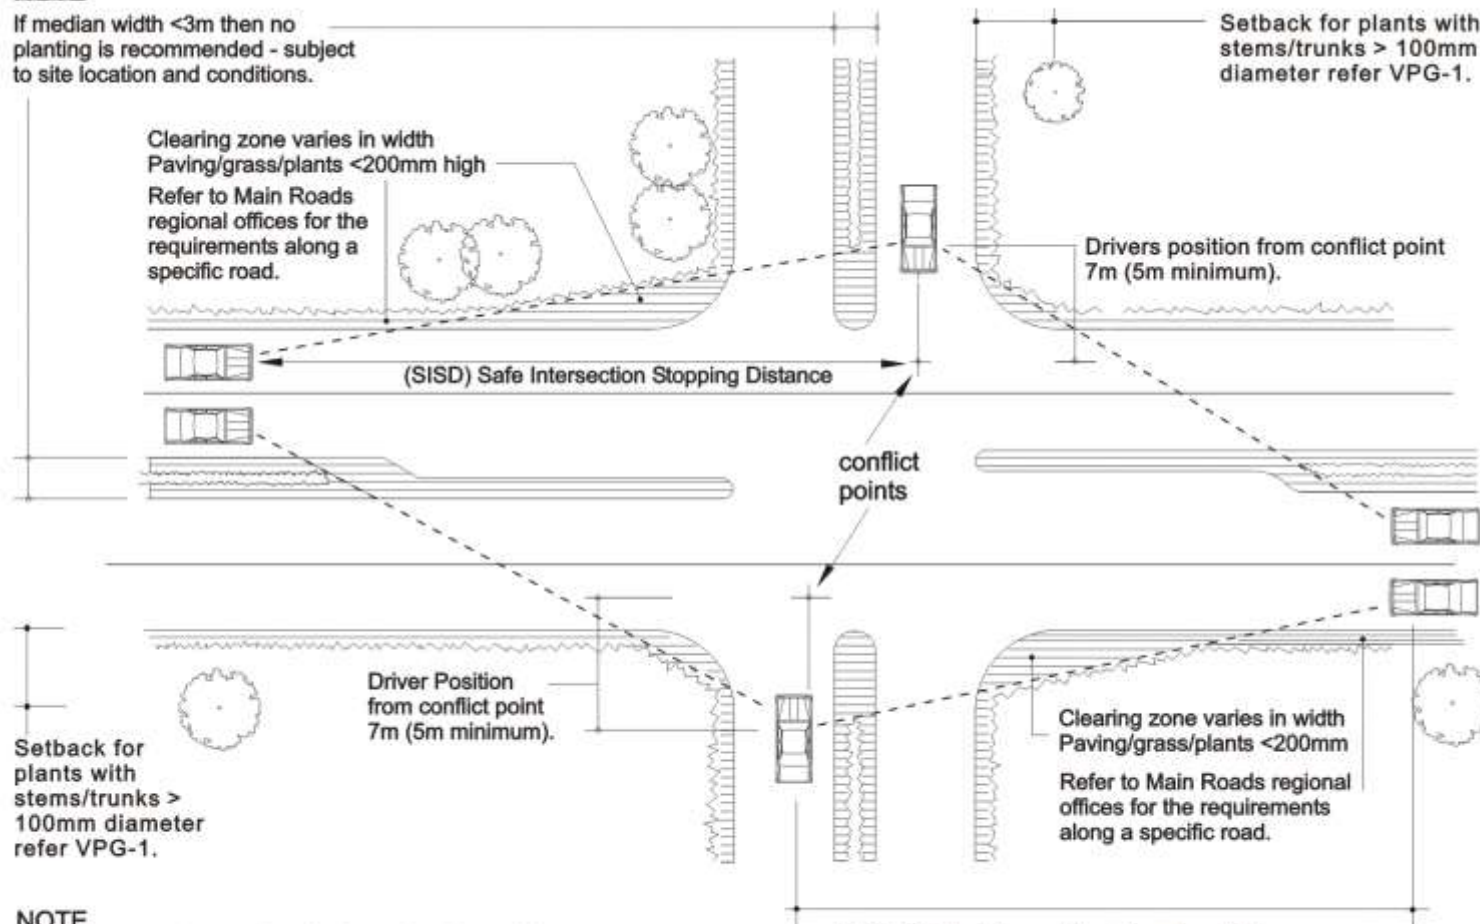 If median width <3m then no
planting is recommended - subject
to site location and conditions.
Setback for plants with
stems/trunks > 100mm
diameter refer VPG-1.
Clearing zone varies in width
Paving/grass/plants <200mm high
Refer to Main Roads
regional offices for the
requirements along a
specific road.
Drivers position from conflict point
7m (5m minimum).
(SISD) Safe Intersection Stopping Distance
conflict
points
Driver Position
from conflict point
7m (5m minimum).
Setback for
plants with
stems/trunks >
100mm diameter
refer VPG-1.
Clearing zone varies in width
Paving/grass/plants <200mm
Refer to Main Roads regional
offices for the requirements
along a specific road.
NOTE